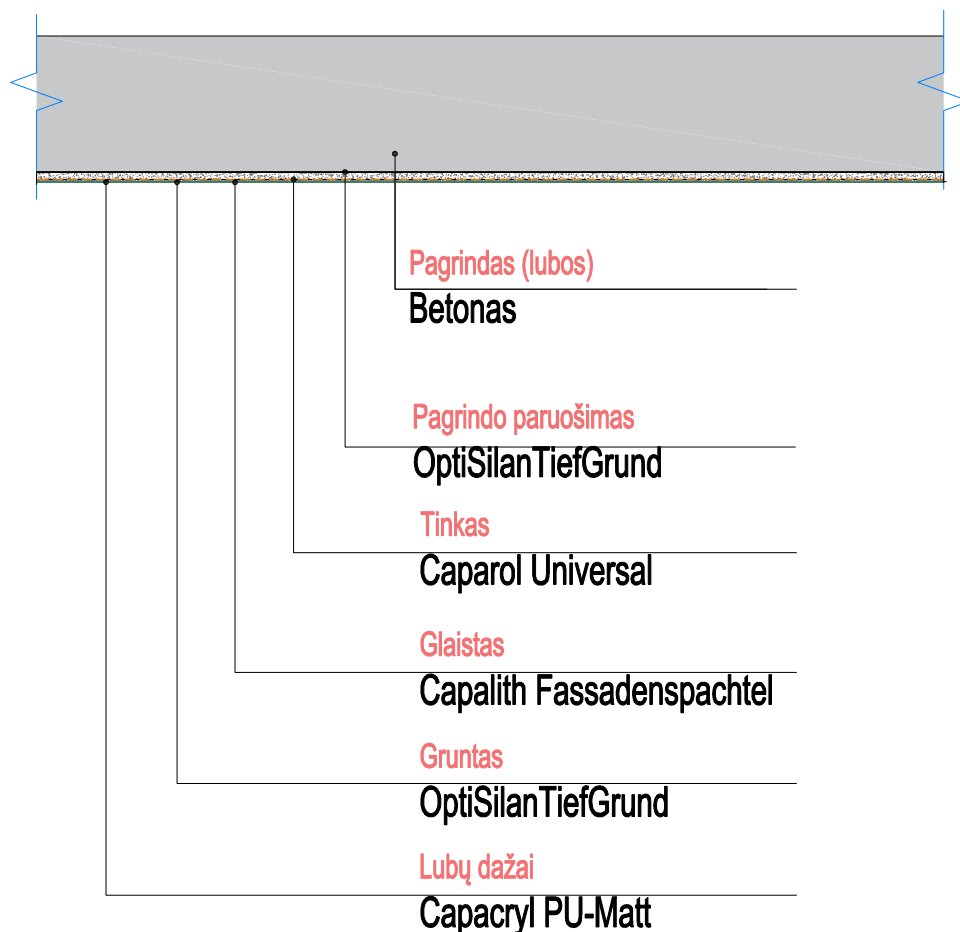 Pagrindas (lubos)
Betonas
Pagrindo paruošimas
OptiSilanTiefGrund
Tinkas
Caparol Universal
Glaistas
Capalith Fassadenspachtel
Gruntas
OptiSilanTiefGrund
Lubų dažai
Capacryl PU-Matt